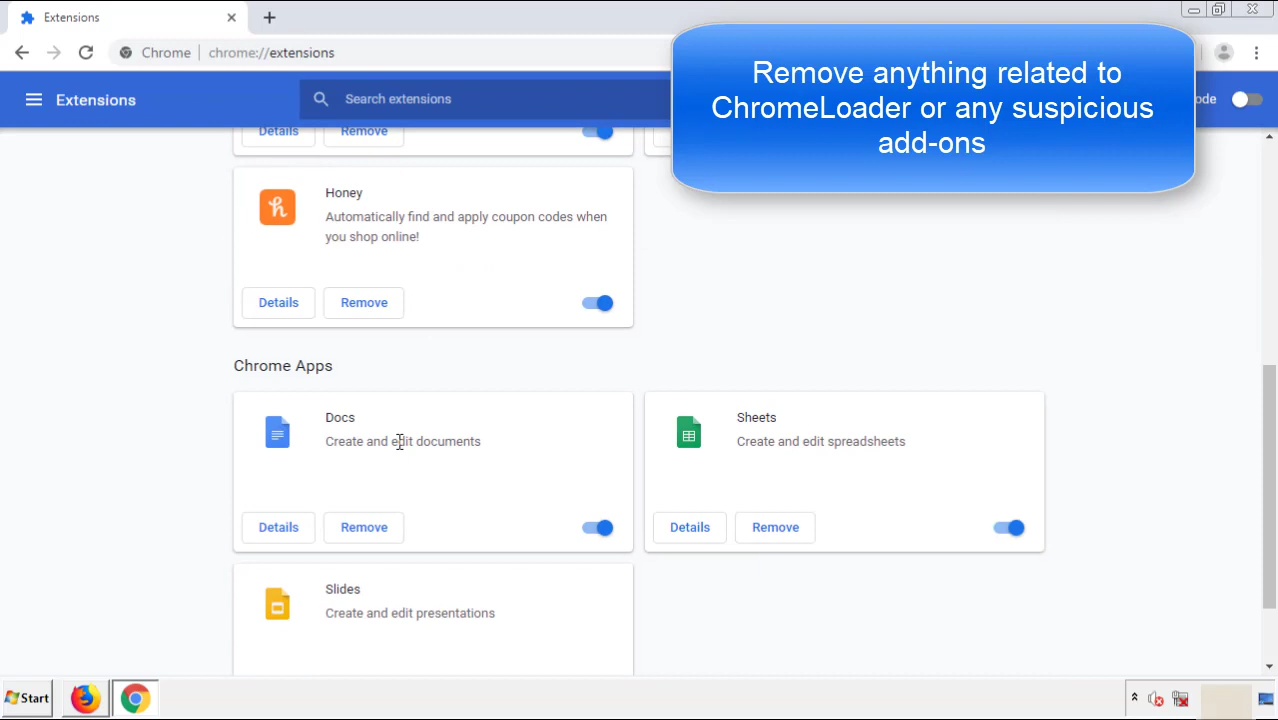 Extensions
Chrome
chrome://extensions
Remove anything related to
ChromeLoader or any suspicious
add-ons
Extensions
Search extensions
ode
Details
Remove
Honey
Automatically find and apply coupon codes when
you shop online!
Details
Remove
Chrome Apps
Docs
Create and edit documents
Details
Remove
Sheets
Create and edit spreadsheets
Details
Remove
Slides
Create and edit presentations
Start